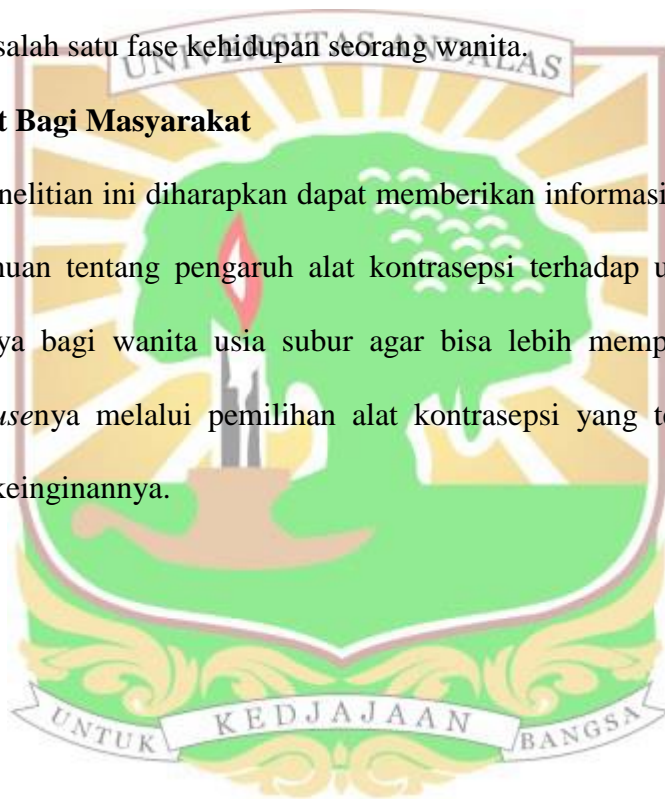 salah satu fase kehidupan seorang wanita.
UNIVERSITAS ANDALAS
t Bagi Masyarakat
nelitian ini diharapkan dapat memberikan informasi
uan tentang pengaruh alat kontrasepsi terhadap u
ya bagi wanita usia subur agar bisa lebih memp
usenya melalui pemilihan alat kontrasepsi yang te
keinginannya.
UNTUK KEDJAJAAN BANGSA